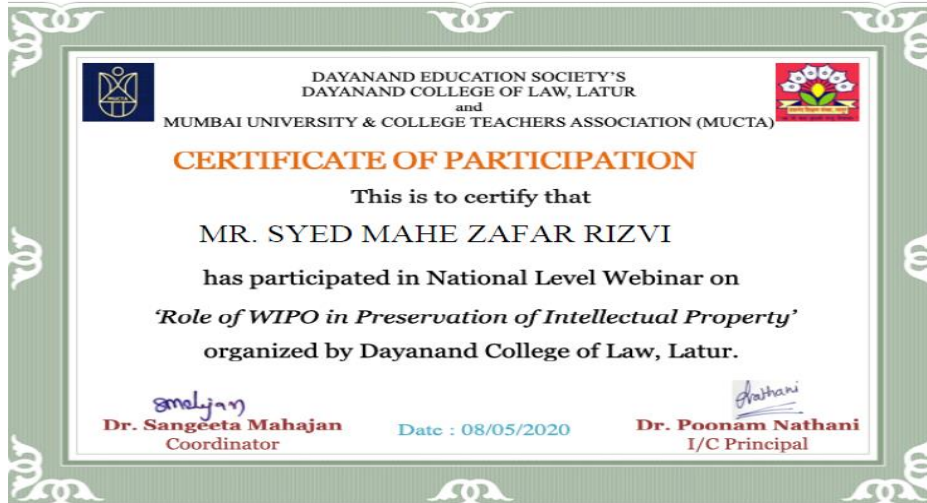 MUCTA
DAYANAND EDUCATION SOCIETY'S
DAYANAND COLLEGE OF LAW, LATUR
and
MUMBAI UNIVERSITY & COLLEGE TEACHERS ASSOCIATION (MUCTA)
CERTIFICATE OF PARTICIPATION
This is to certify that
MR. SYED MAHE ZAFAR RIZVI
has participated in National Level Webinar on
'Role of WIPO in Preservation of Intellectual Property'
organized by Dayanand College of Law, Latur.
Dr. Sangeeta Mahajan
Coordinator
Date : 08/05/2020
Dr. Poonam Nathani
I/C Principal